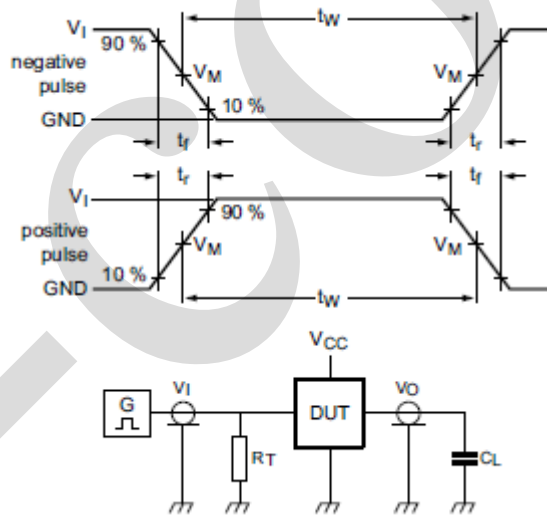 tW
VI
90 %
negative
pulse
VM
VM
10 %
GND
tf
tr
tr
tf
VI
90 %
positive
pulse
VM
VM
10 %
GND
tW
VCC
G
VI
DUT
VO
RT
CL